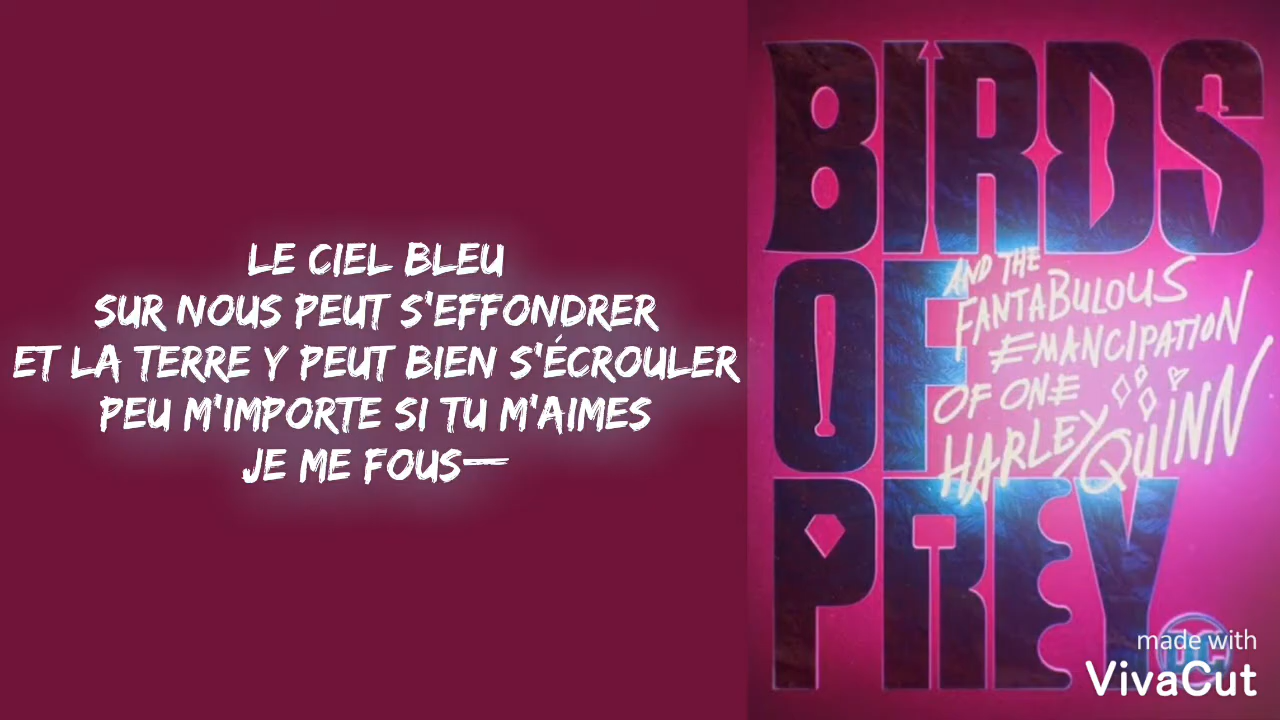 LE CIEL BLEU
SUR NOUS PEUT S'EFFONDRER
ET LA TERRE Y PEUT BIEN S'ÉCROULER
PEU M'IMPORTE SI TU M'AIMES
JE ME FOUS—
BIRDS
OF
AND THE
FANTABULOUS
EMANCIPATION
OF ONE
HARLEY QUINN
PREY
DC
made with
VivaCut